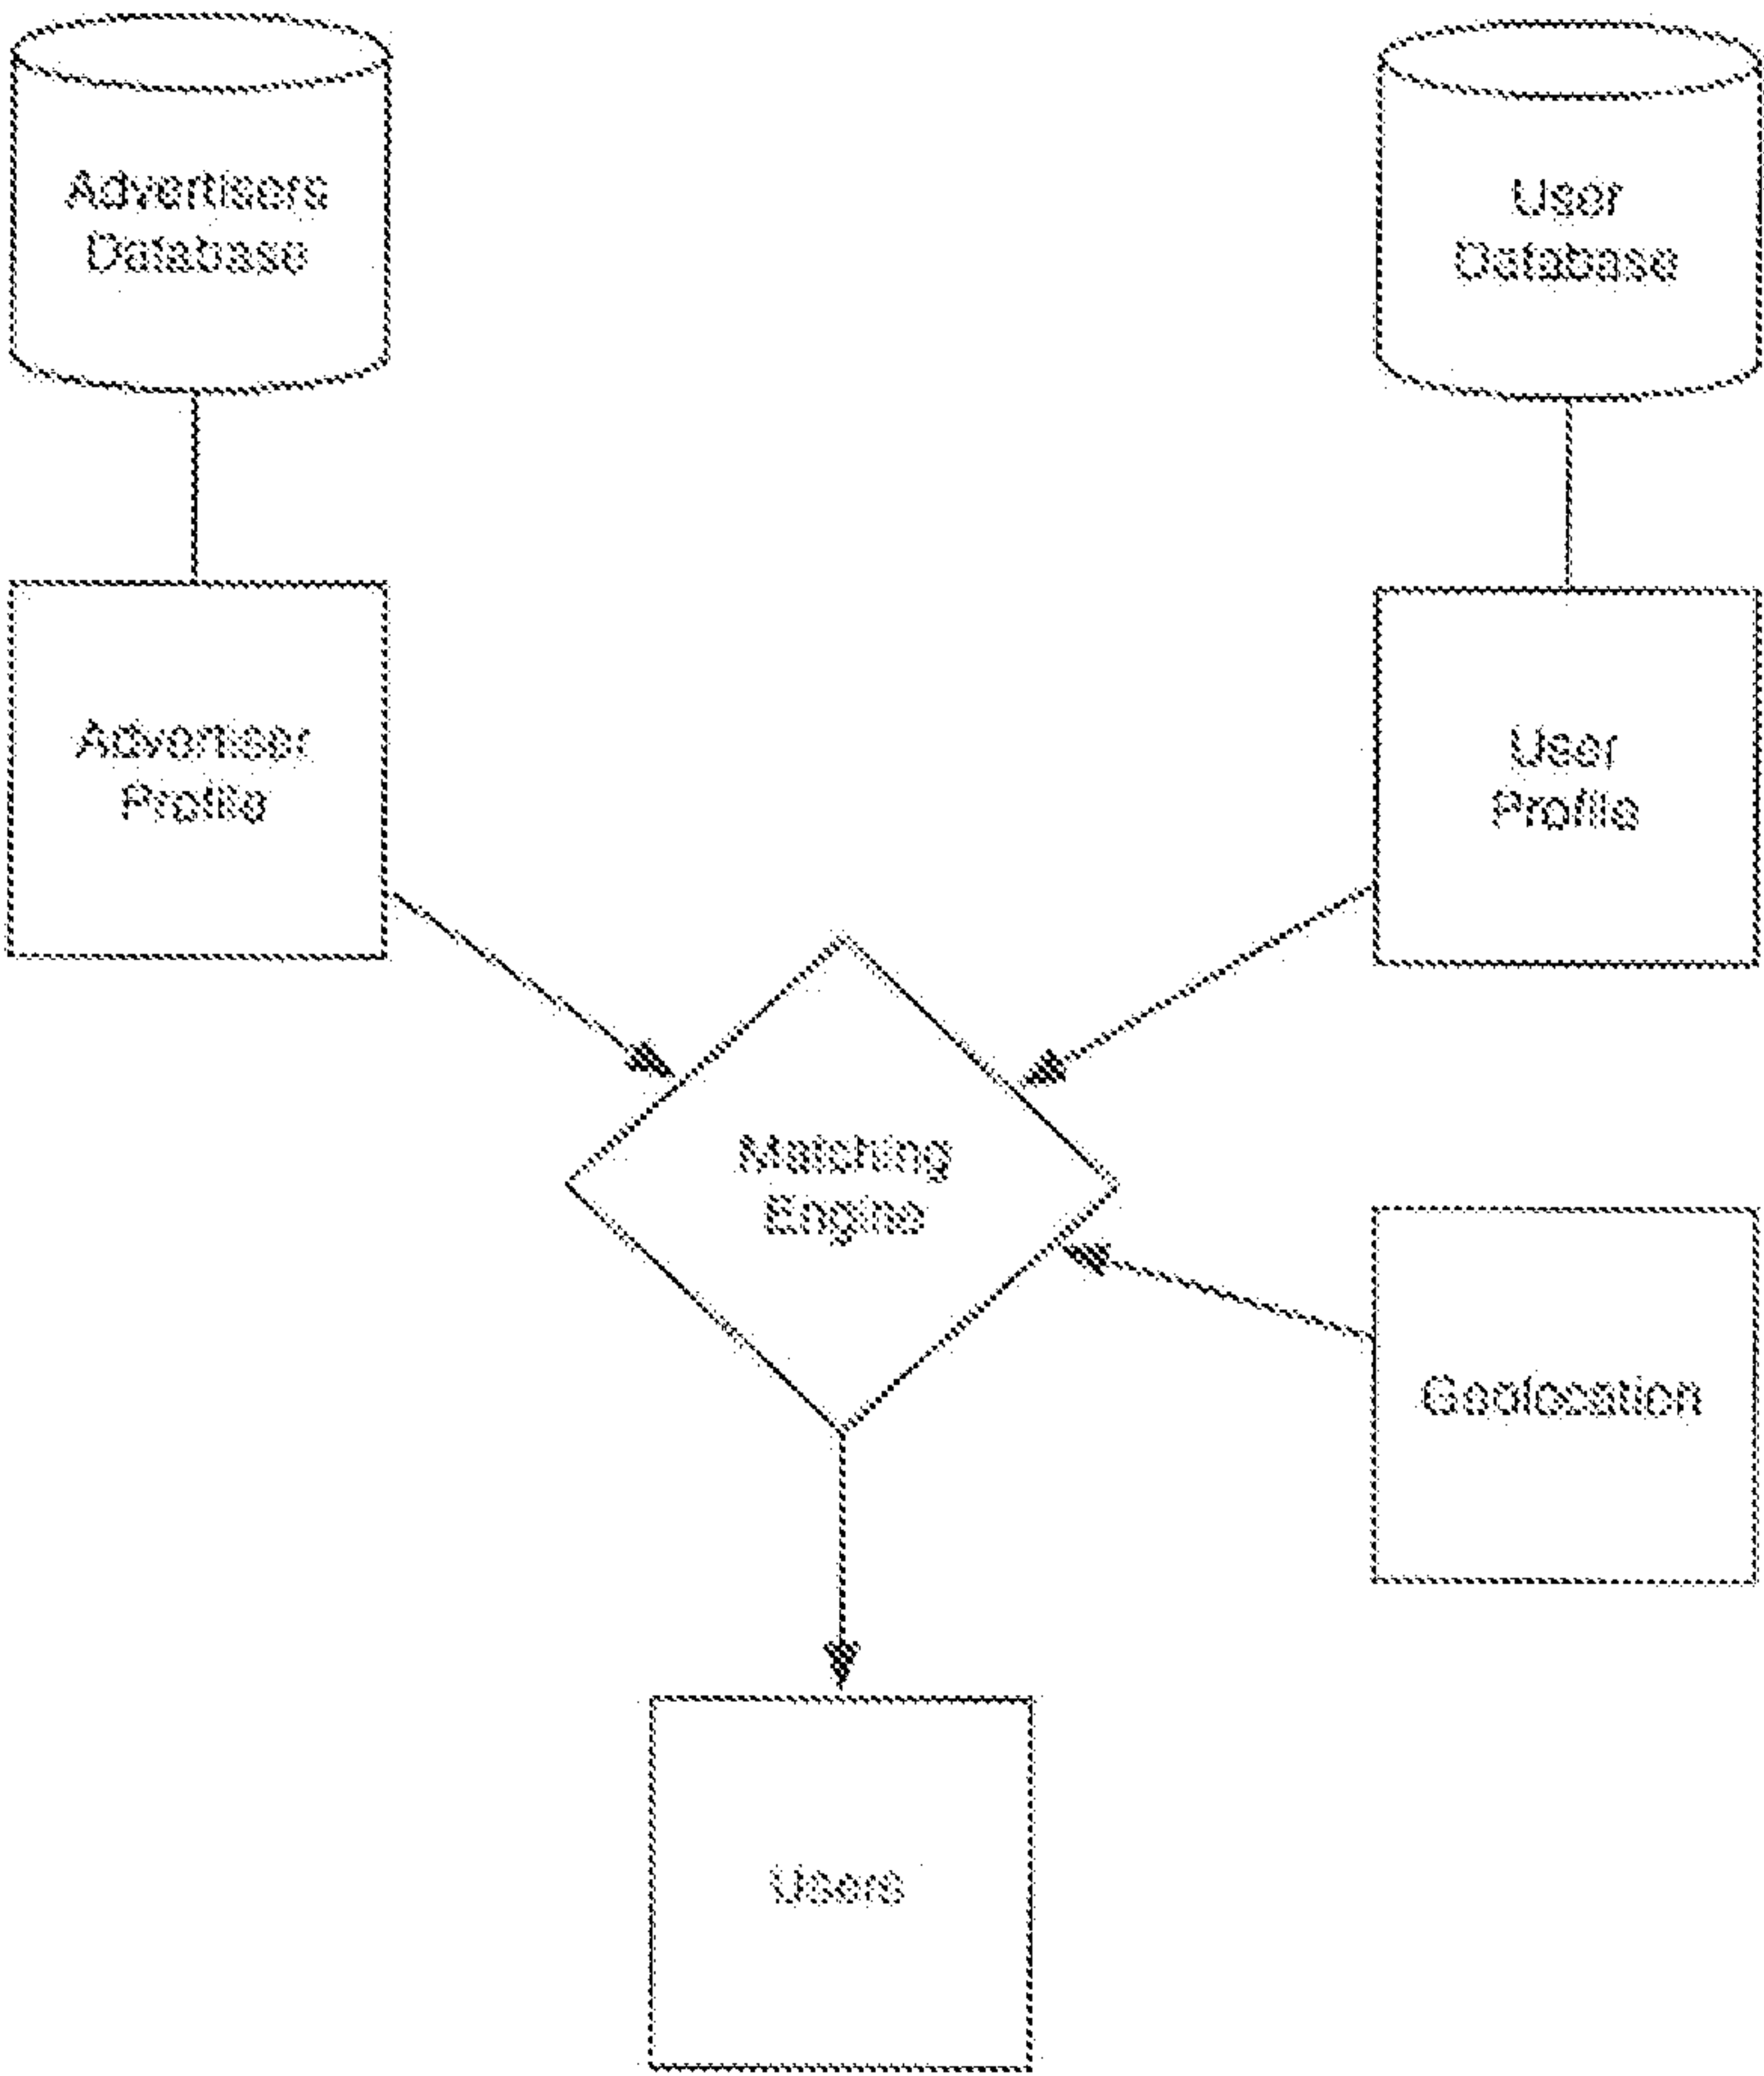 Advertisers
Database
User
Database
Advertiser
Profile
User
Profile
Matching
Engine
Geolocation
Users